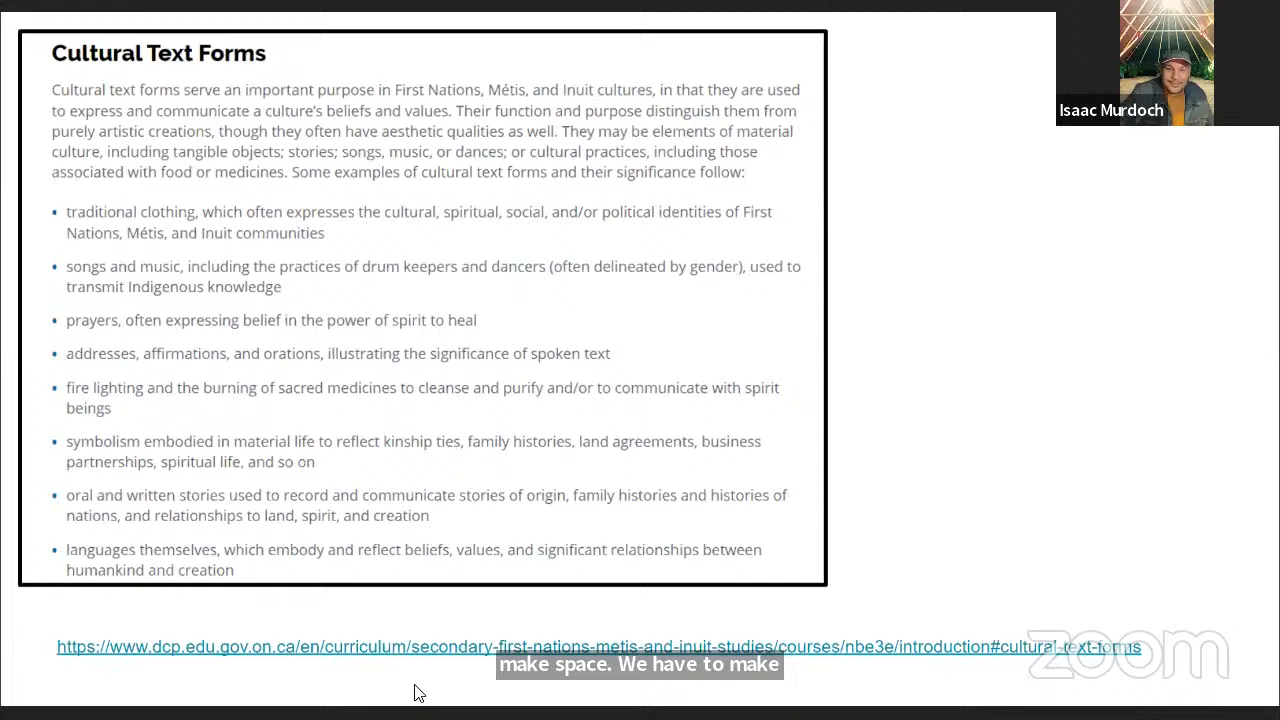 Cultural Text Forms
Cultural text forms serve an important purpose in First Nations, Métis, and Inuit cultures, in that they are used
to express and communicate a culture's beliefs and values. Their function and purpose distinguish them from
purely artistic creations, though they often have aesthetic qualities as well. They may be elements of material
culture, including tangible objects; stories; songs, music, or dances; or cultural practices, including those
associated with food or medicines. Some examples of cultural text forms and their significance follow:
• traditional clothing, which often expresses the cultural, spiritual, social, and/or political identities of First
Nations, Métis, and Inuit communities
• songs and music, including the practices of drum keepers and dancers (often delineated by gender), used to
transmit Indigenous knowledge
• prayers, often expressing belief in the power of spirit to heal
• addresses, affirmations, and orations, illustrating the significance of spoken text
• fire lighting and the burning of sacred medicines to cleanse and purify and/or to communicate with spirit
beings
• symbolism embodied in material life to reflect kinship ties, family histories, land agreements, business
partnerships, spiritual life, and so on
• oral and written stories used to record and communicate stories of origin, family histories and histories of
nations, and relationships to land, spirit, and creation
• languages themselves, which embody and reflect beliefs, values, and significant relationships between
humankind and creation
Isaac Murdoch
https://www.dcp.edu.gov.on.ca/en/curriculum/secondary-first-nations-metis-and-inuit-studies/courses/nbe3e/introduction#cultural-text-forms
make space. We have to make
zoom